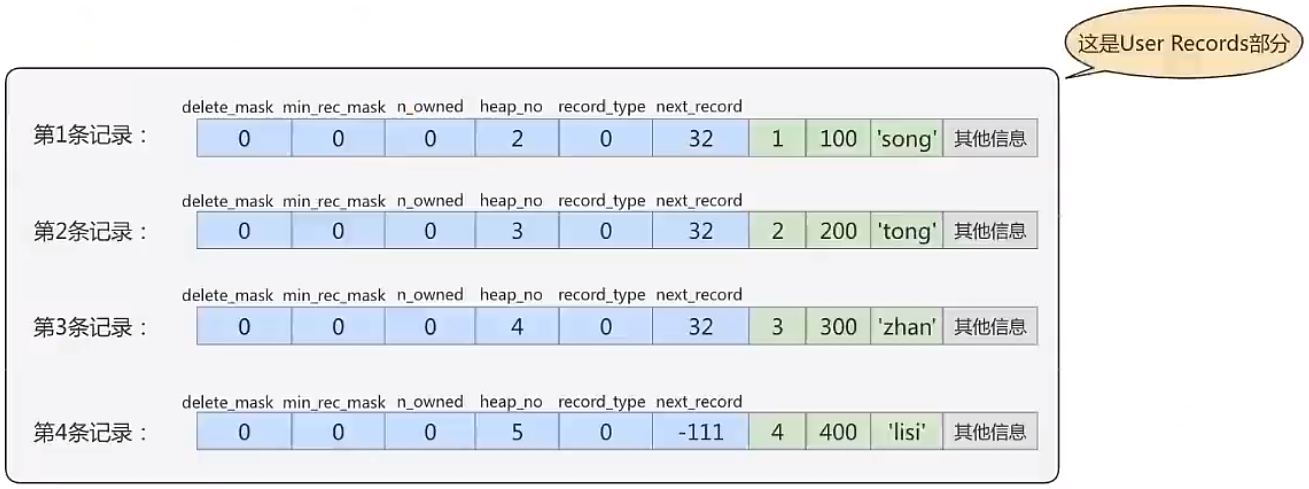 这是User Records部分
delete_mask min_rec_mask n_owned heap_no record_type next_record
第1条记录： 0 0 0 2 0 32 1 100 'song' 其他信息
delete_mask min_rec_mask n_owned heap_no record_type next_record
第2条记录： 0 0 0 3 0 32 2 200 'tong' 其他信息
delete_mask min_rec_mask n_owned heap_no record_type next_record
第3条记录： 0 0 0 4 0 32 3 300 'zhan' 其他信息
delete_mask min_rec_mask n_owned heap_no record_type next_record
第4条记录： 0 0 0 5 0 -111 4 400 'lisi' 其他信息